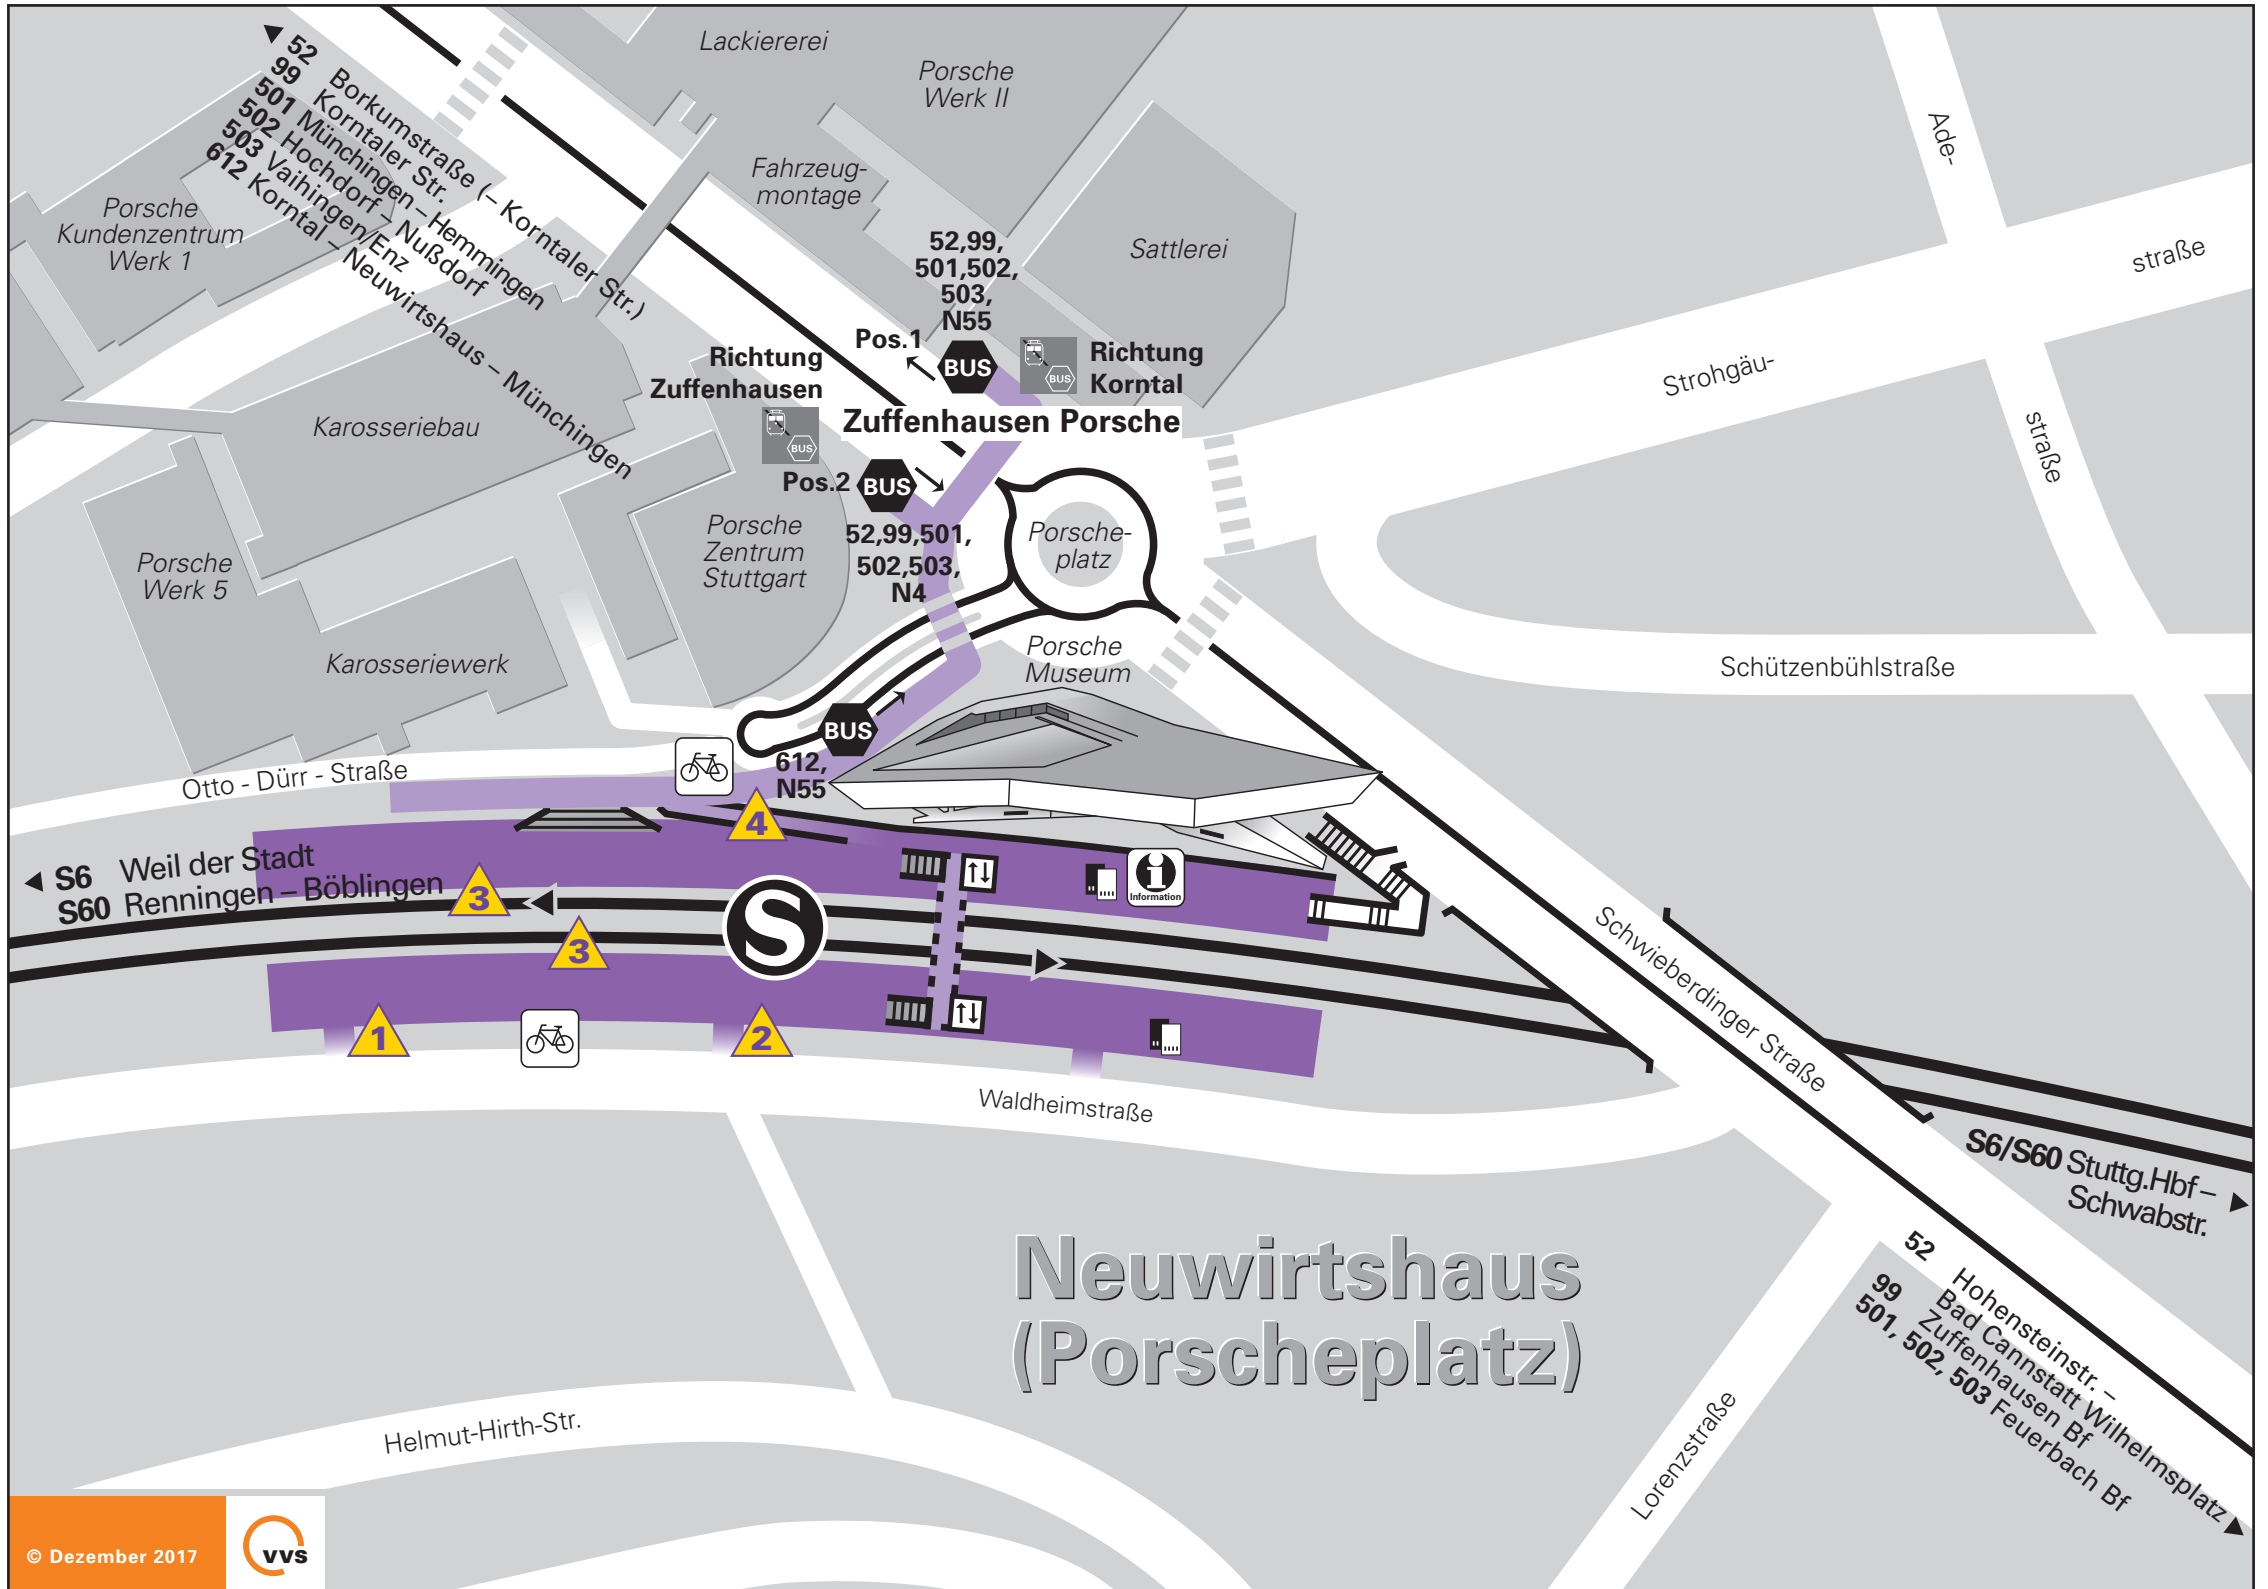 Lackiererei
Porsche
Werk II
52 Borkumstraße (– Korntaler Str.)
99 Korntaler Str.
501 Münchingen – Hemmingen
502 Hochdorf – Nußdorf
503 Vaihingen/Enz
612 Korntal – Neuwirtshaus – Münchingen
Porsche
Kundenzentrum
Werk 1
Fahrzeug-
montage
Sattlerei
Ade-
straße
Strohgäu-
straße
straße
52,99,
501,502,
503,
N55
Pos.1
BUS
BUS
Richtung
Korntal
Richtung
Zuffenhausen
BUS
Zuffenhausen Porsche
Pos.2
BUS
52,99,501,
502,503,
N4
Karosseriebau
Porsche
Zentrum
Stuttgart
Porsche-
platz
Porsche
Werk 5
Karosseriewerk
Porsche
Museum
Schützenbühlstraße
BUS
612,
N55
Otto - Dürr - Straße
4
S6 Weil der Stadt
S60 Renningen – Böblingen
3
3
S
i
Information
1
2
Schwieberdinger Straße
Waldheimstraße
S6/S60 Stuttg.Hbf –
Schwabstr.
Neuwirtshaus
(Porscheplatz)
52 Hohensteinstr. –
Bad Cannstatt Wilhelmsplatz
99 Zuffenhausen Bf
501, 502, 503 Feuerbach Bf
Lorenzstraße
Helmut-Hirth-Str.
© Dezember 2017
vvs